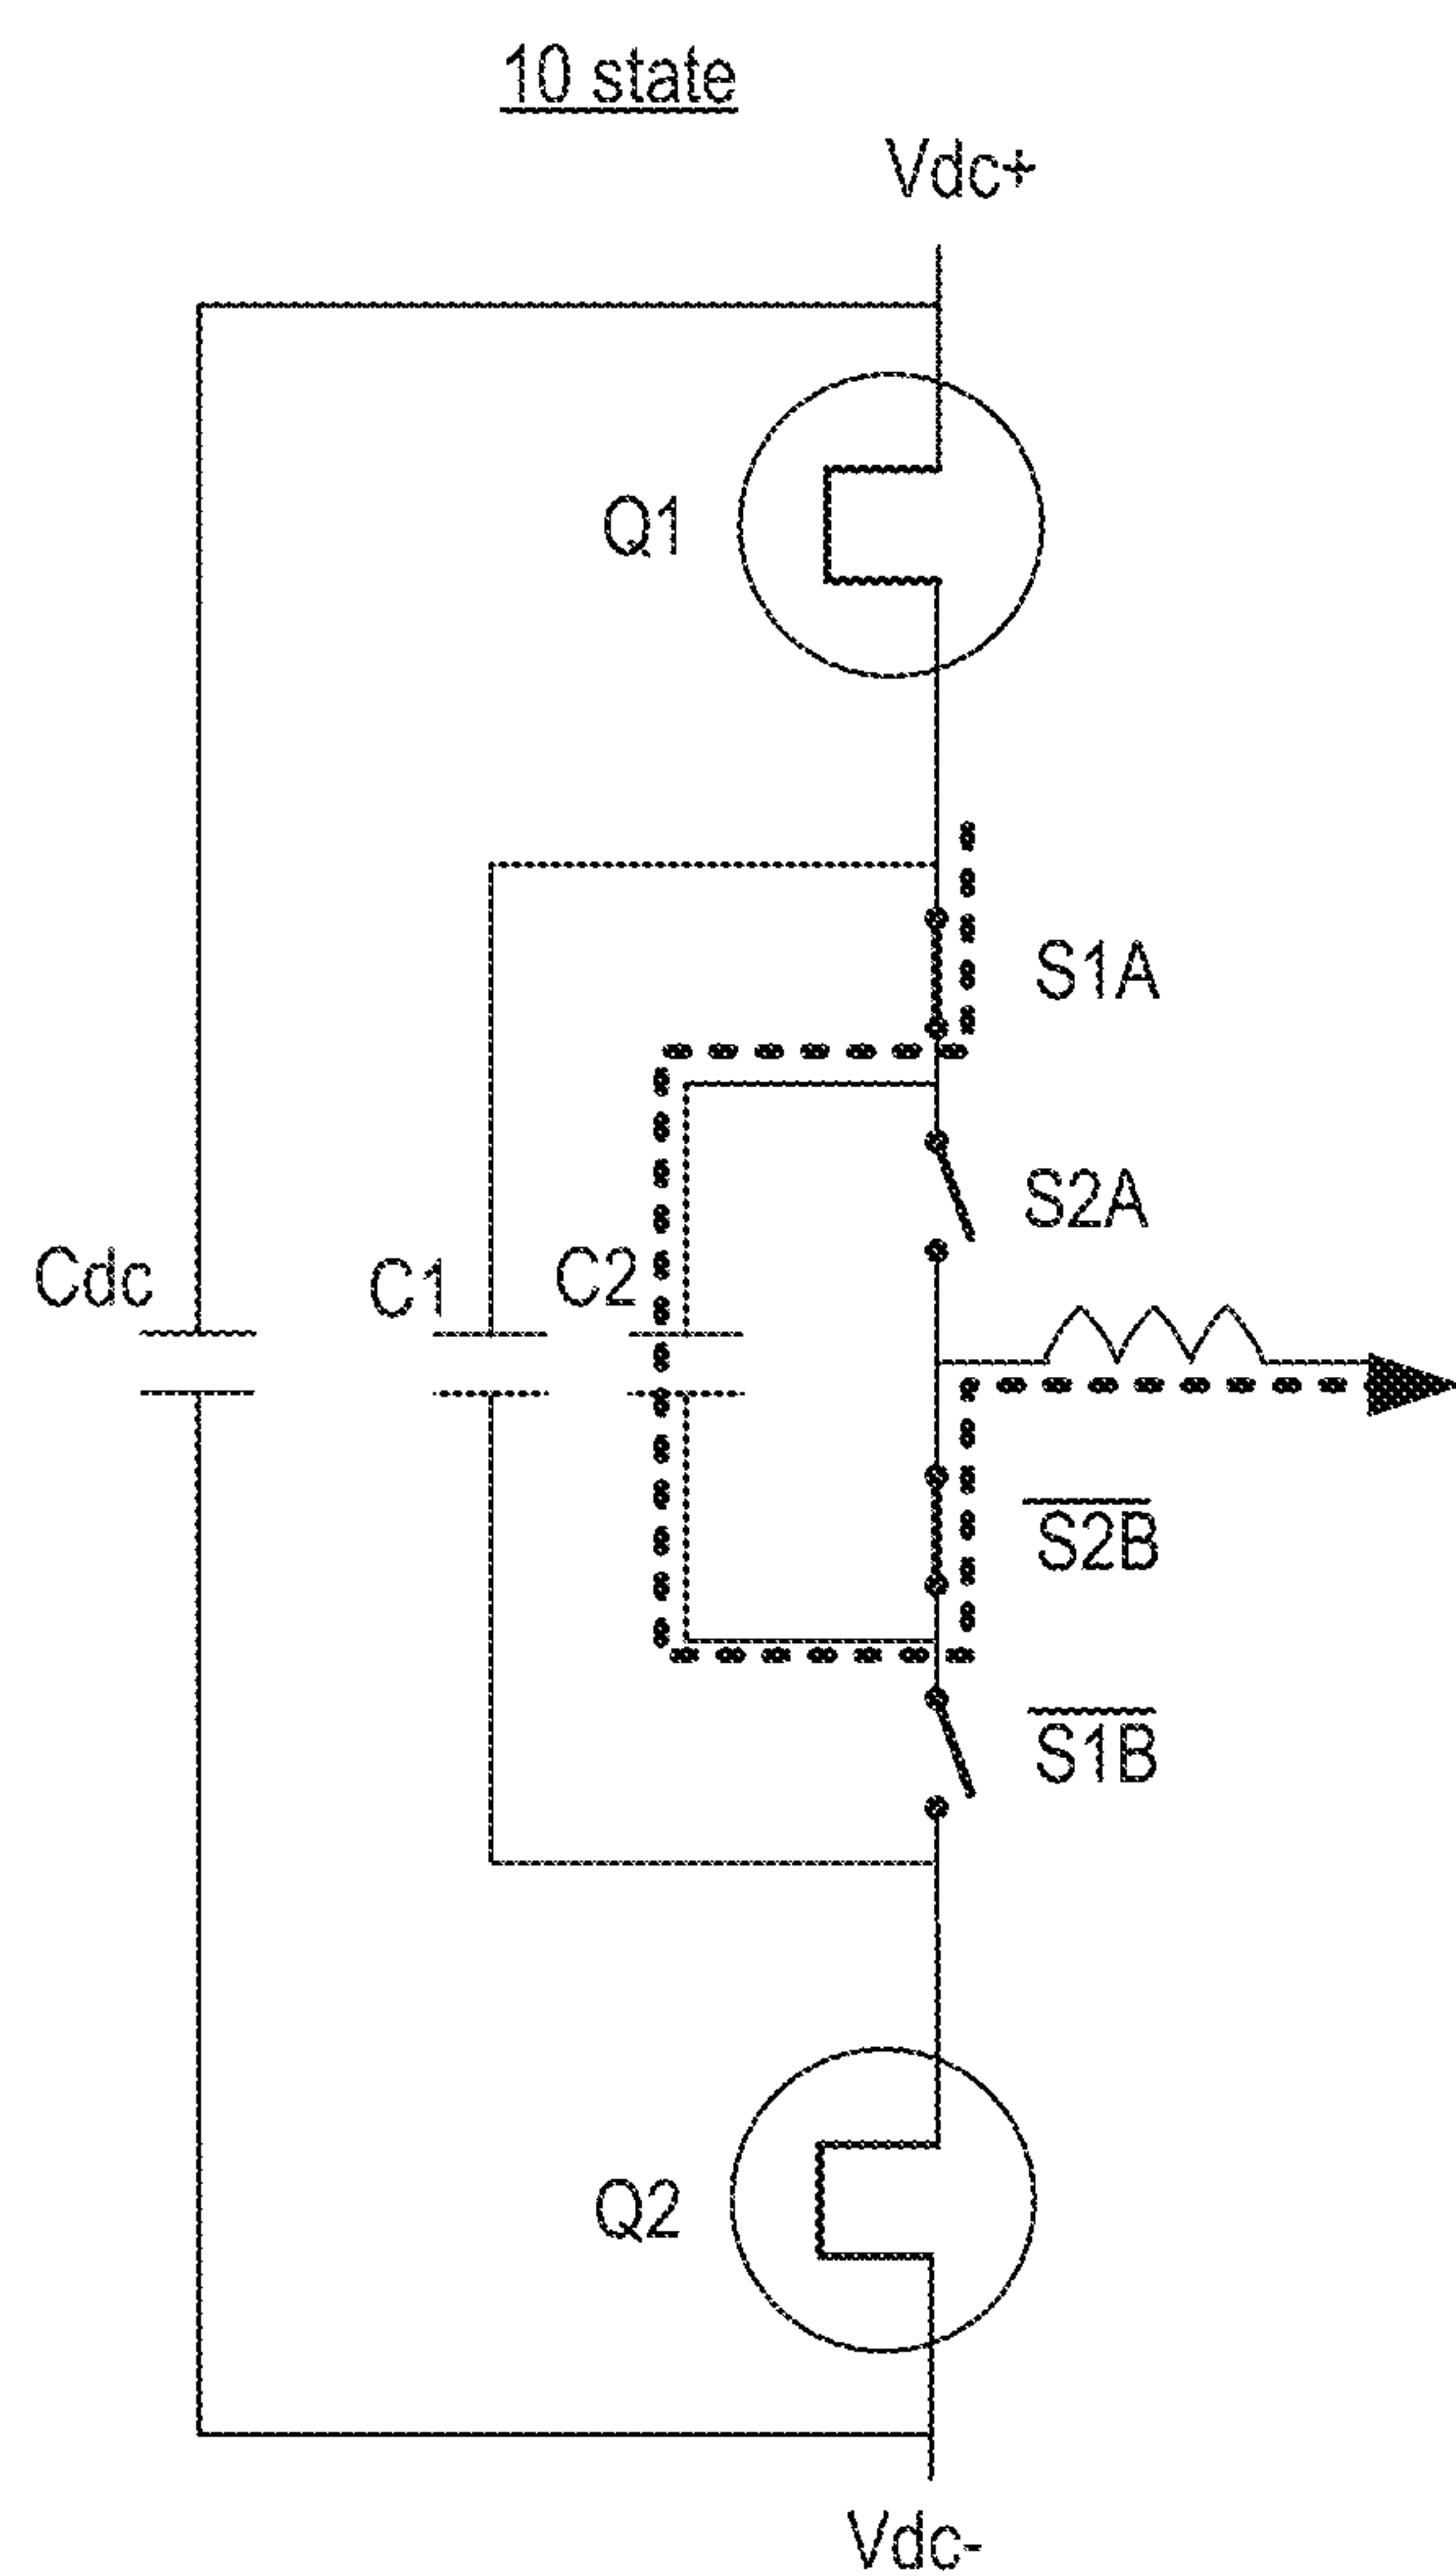 10 state
Vdc+
Q1
S1A
S2A
Cdc
C1
C2
S2B
S1B
Q2
Vdc-